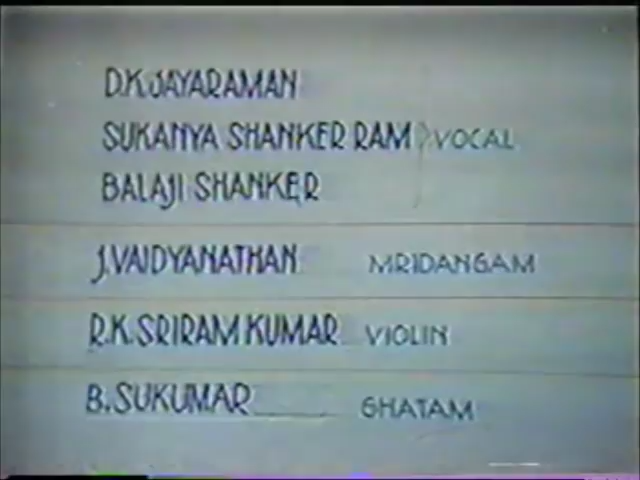 D.K.JAYARAMAN
SUKANYA SHANKER RAM VOCAL
BALAJI SHANKER
J.VAIDYANATHAN MRIDANGAM
R.K.SRIRAM KUMAR VIOLIN
B.SUKUMAR GHATAM